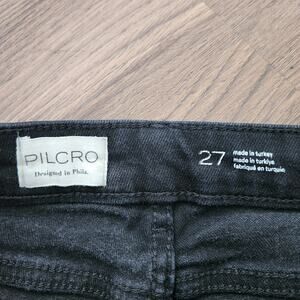 PILCRO
Designed in Phila.
27
made in turkey
made in türkiye
fabriqué en turquie